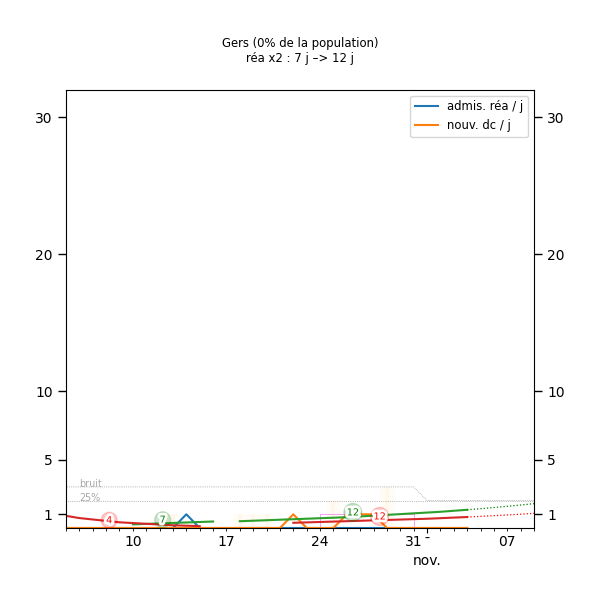 Gers (0% de la population)
réa x2 : 7 j –> 12 j
admis. réa / j
nouv. dc / j
30 30
20 20
10 10
5 5
bruit
25%
1 1
4 7 12 12
10 17 24 31 - 07
nov.